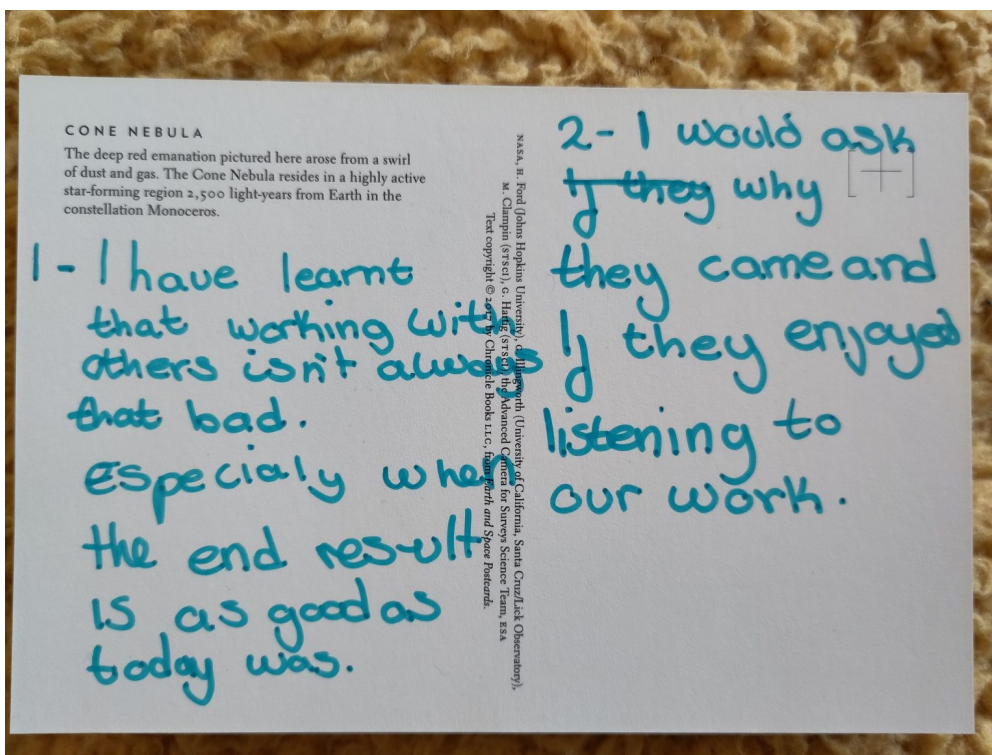 CONE NEBULA
The deep red emanation pictured here arose from a swirl
of dust and gas. The Cone Nebula resides in a highly active
star-forming region 2,500 light-years from Earth in the
constellation Monoceros.
1 - I have learnt
that working with
others isn't always
that bad.
Especialy when
the end result
is as good as
today was.
NASA, H. Ford (Johns Hopkins University), G. Illingworth (University of California, Santa Cruz/Lick Observatory),
M. Clampin (STScI), G. Hartig (STScI), the Advanced Camera for Surveys Science Team, ESA
Text copyright © 2017 by Chronicle Books LLC, from Earth and Space Postcards.
2 - I would ask
if they why
they came and
if they enjoyed
listening to
our work.